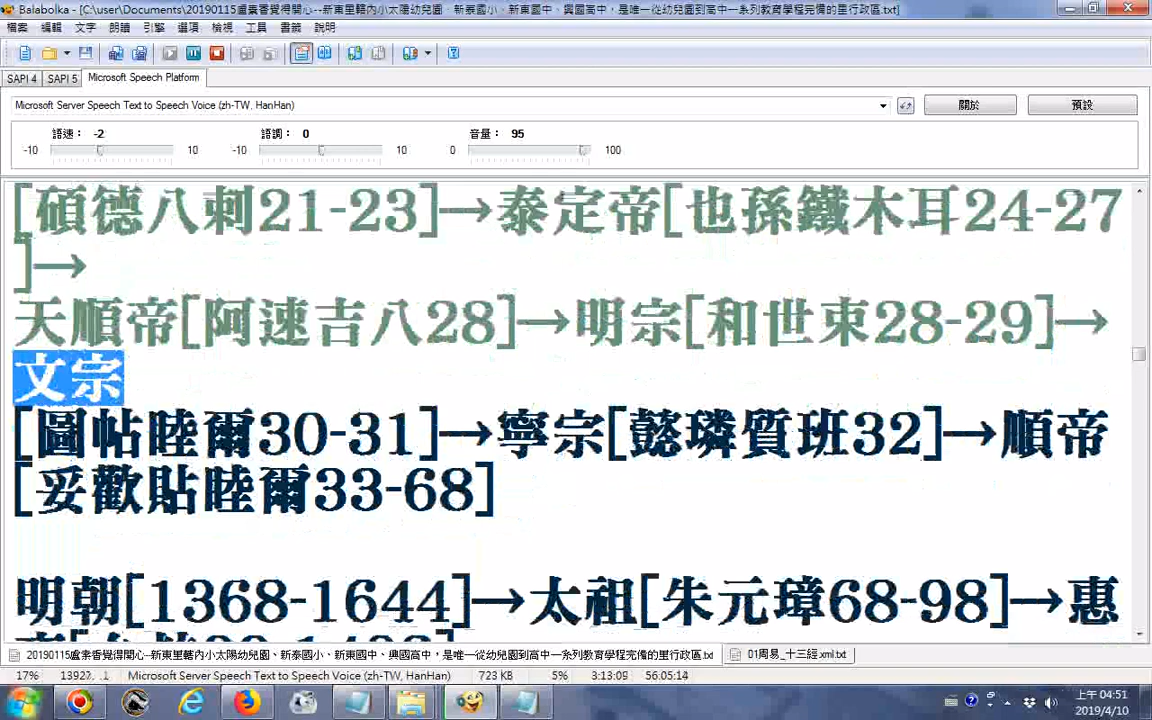 Balabolka - [C:\user\Documents\20190115盧素香覺得開心--新東里轄內小太陽幼兒園、新泰國小、新東國中、興國高中，是唯一從幼兒園到高中一系列教育學程完備的里行政區.txt]
檔案 編輯 文字 朗讀 引擎 選項 檢視 工具 書籤 說明
SAPI 4 SAPI 5 Microsoft Speech Platform
Microsoft Server Speech Text to Speech Voice (zh-TW, HanHan) 關於 預設
語速： -2 語調： 0 音量： 95
-10 10 -10 10 0 100
[碩德八剌21-23]→泰定帝[也孫鐵木耳24-27
]→
天順帝[阿速吉八28]→明宗[和世束28-29]→
文宗
[圖帖睦爾30-31]→寧宗[懿璘質班32]→順帝
[妥歡貼睦爾33-68]
明朝[1368-1644]→太祖[朱元璋68-98]→惠
20190115盧素香覺得開心--新東里轄內小太陽幼兒園、新泰國小、新東國中、興國高中，是唯一從幼兒園到高中一系列教育學程完備的里行政區.txt 01周易_十三經.xml.txt
17% Microsoft Server Speech Text to Speech Voice (zh-TW, HanHan) 723 KB 5% 3:13:09 56:05:14
上午 04:51
2019/4/10